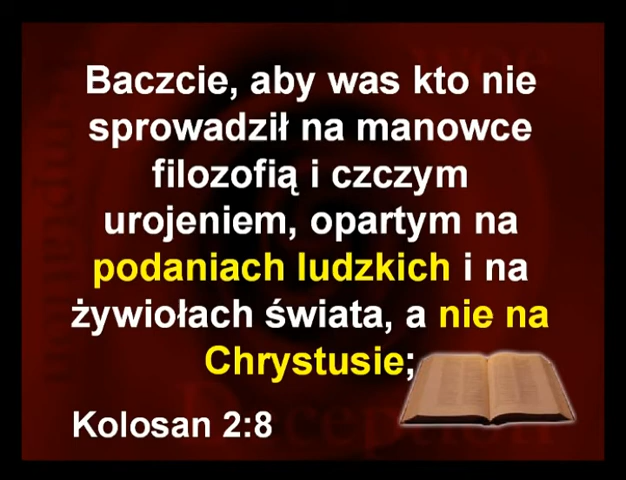 Baczcie, aby was kto nie
sprowadził na manowce
filozofią i czczym
urojeniem, opartym na
podaniach ludzkich i na
żywiołach świata, a nie na
Chrystusie;
Kolosan 2:8
Deception